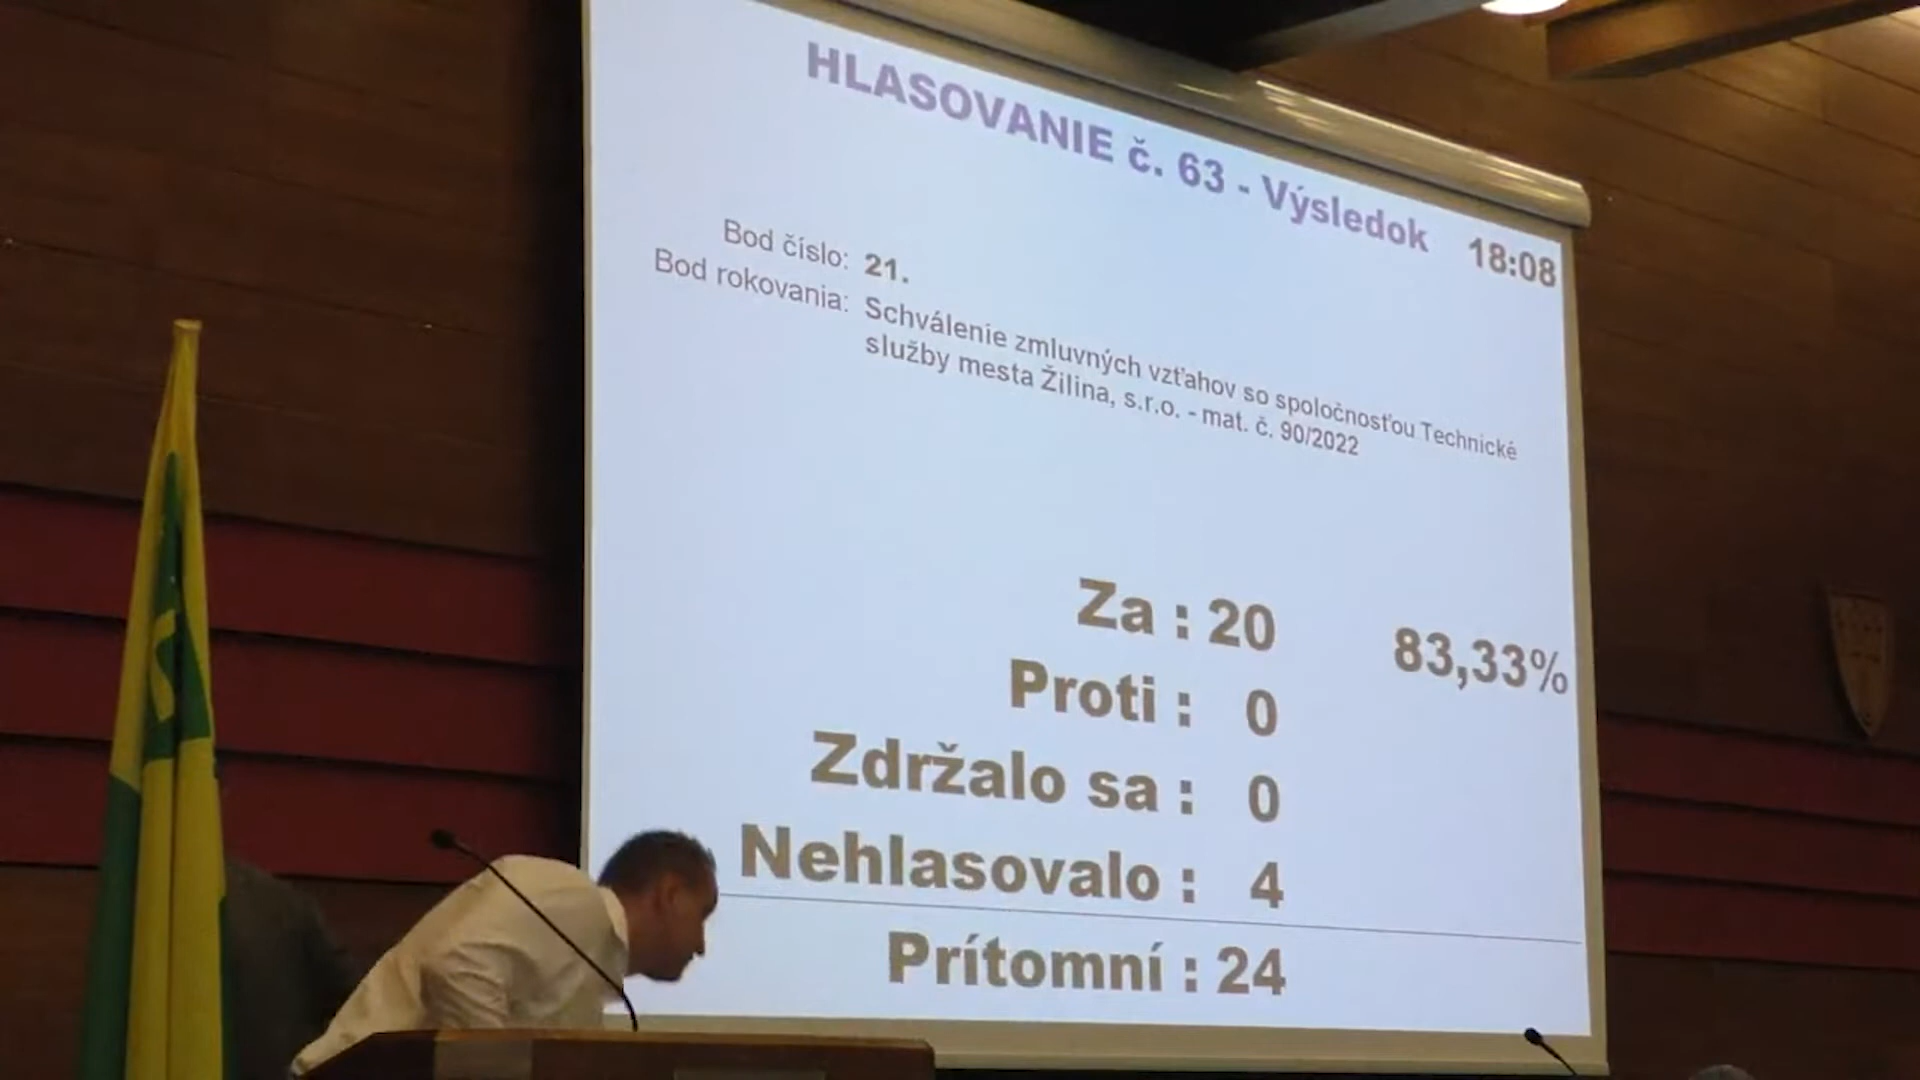 HLASOVANIE č. 63 - Výsledok 18:08
Bod číslo: 21.
Bod rokovania: Schválenie zmluvných vzťahov so spoločnosťou Technické
služby mesta Žilina, s.r.o. - mat. č. 90/2022
Za : 20 83,33%
Proti : 0
Zdržalo sa : 0
Nehlasovalo : 4
Prítomní : 24